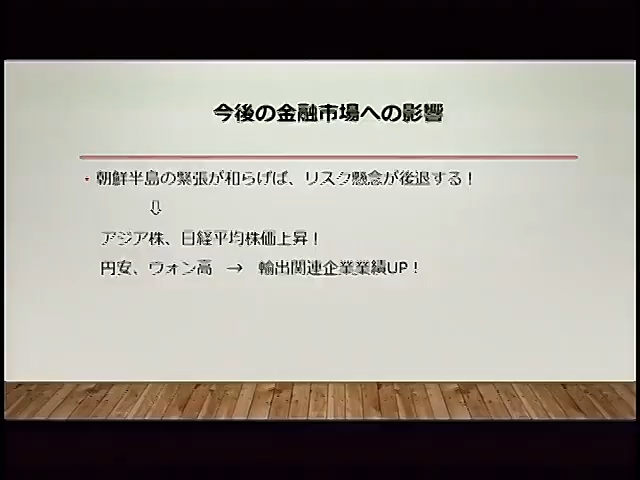 今後の金融市場への影響
・朝鮮半島の緊張が和らげば、リスク懸念が後退する！
⇩
アジア株、日経平均株価上昇！
円安、ウォン高　→　輸出関連企業業績UP！